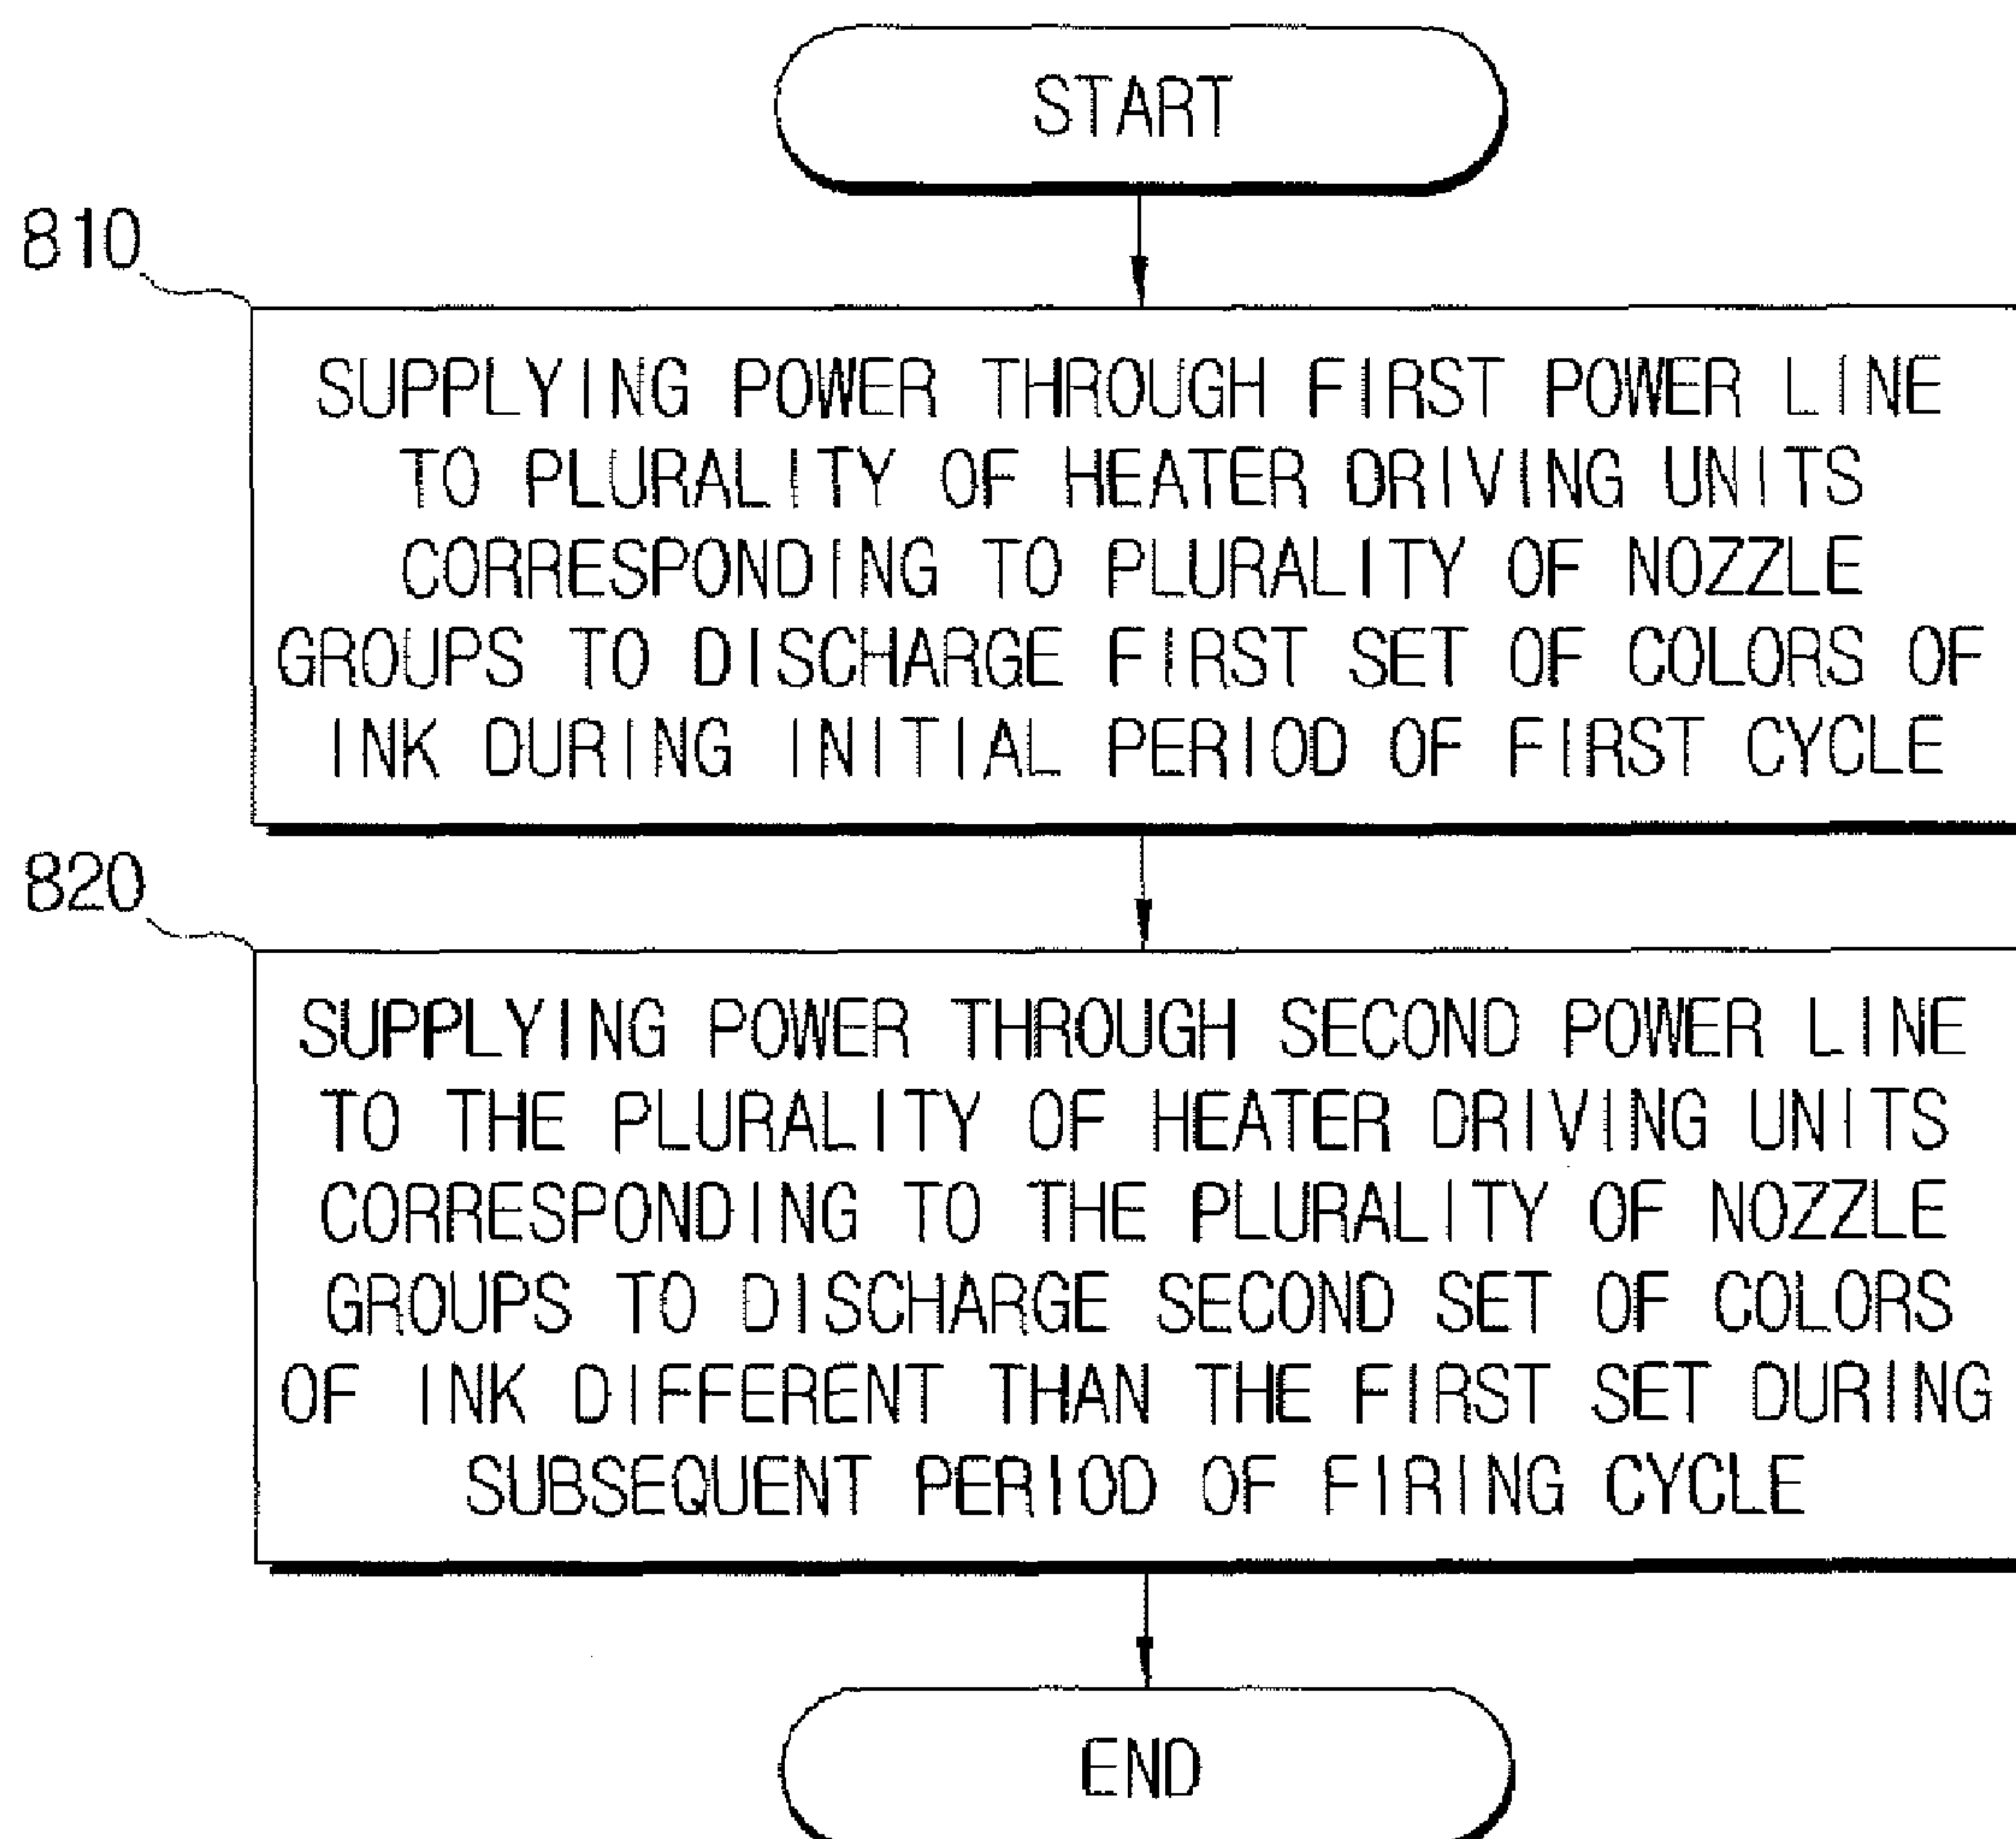 START
810
SUPPLYING POWER THROUGH FIRST POWER LINE
TO PLURALITY OF HEATER DRIVING UNITS
CORRESPONDING TO PLURALITY OF NOZZLE
GROUPS TO DISCHARGE FIRST SET OF COLORS OF
INK DURING INITIAL PERIOD OF FIRST CYCLE
820
SUPPLYING POWER THROUGH SECOND POWER LINE
TO THE PLURALITY OF HEATER DRIVING UNITS
CORRESPONDING TO THE PLURALITY OF NOZZLE
GROUPS TO DISCHARGE SECOND SET OF COLORS
OF INK DIFFERENT THAN THE FIRST SET DURING
SUBSEQUENT PERIOD OF FIRING CYCLE
END